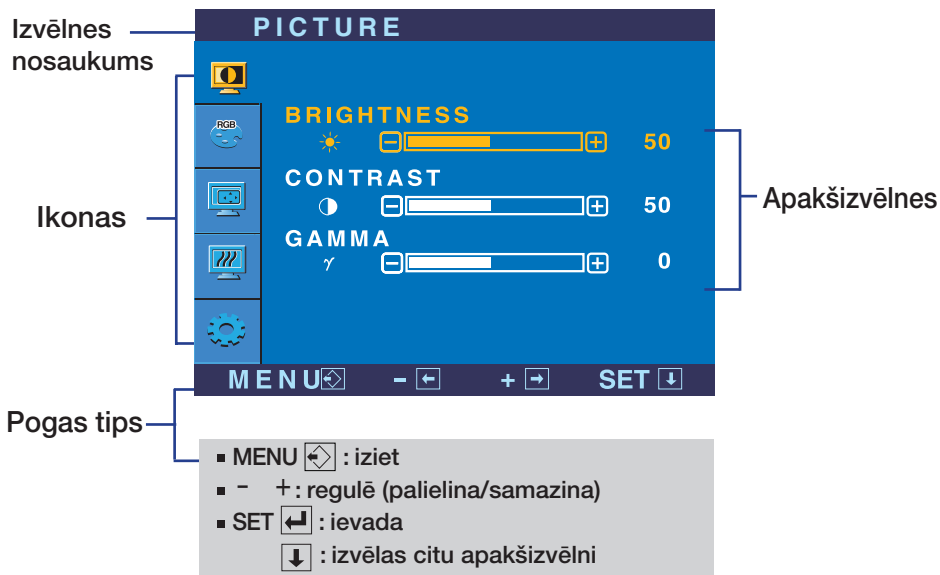 Izvēlnes
nosaukums
PICTURE
RGB
BRIGHTNESS
50
CONTRAST
50
GAMMA
γ
0
Ikonas
Apakšizvēlnes
MENU - + SET
Pogas tips
MENU : iziet
- + : regulē (palielina/samazina)
SET : ievada
: izvēlas citu apakšizvēlni